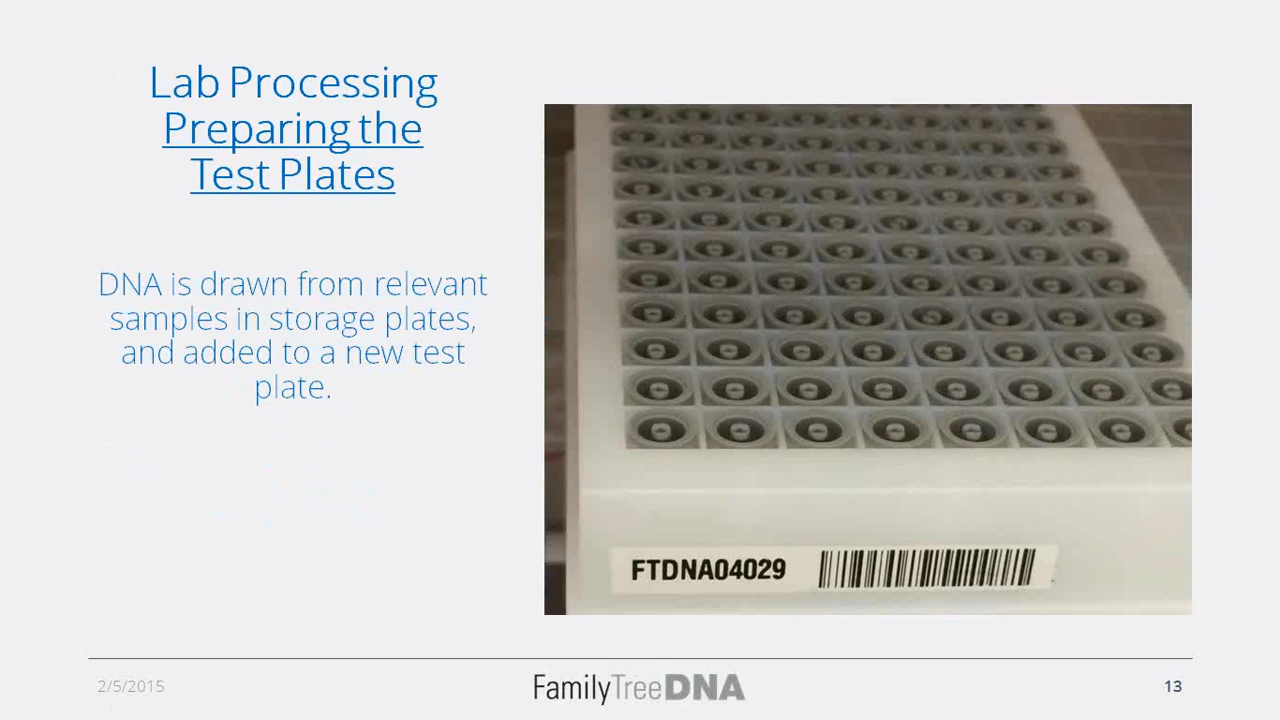 Lab Processing
Preparing the
Test Plates
DNA is drawn from relevant
samples in storage plates,
and added to a new test
plate.
FTDNA04029
2/5/2015
FamilyTreeDNA
13